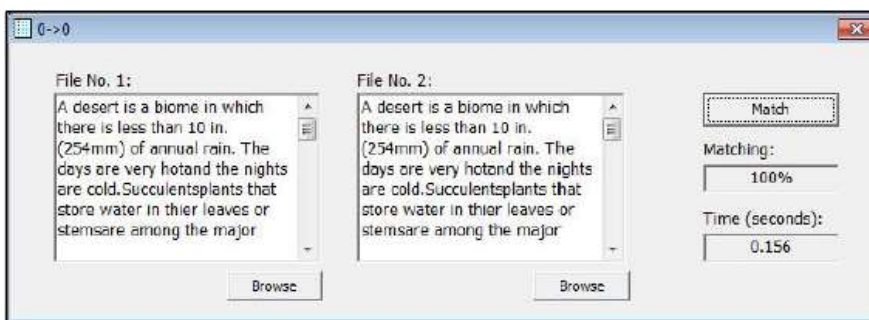 0->0
File No. 1:
A desert is a biome in which
there is less than 10 in.
(254mm) of annual rain. The
days are very hotand the nights
are cold.Succulentsplants that
store water in thier leaves or
stemsare among the major
Browse
File No. 2:
A desert is a biome in which
there is less than 10 in.
(254mm) of annual rain. The
days are very hotand the nights
are cold.Succulentsplants that
store water in thier leaves or
stemsare among the major
Browse
Match
Matching:
100%
Time (seconds):
0.156